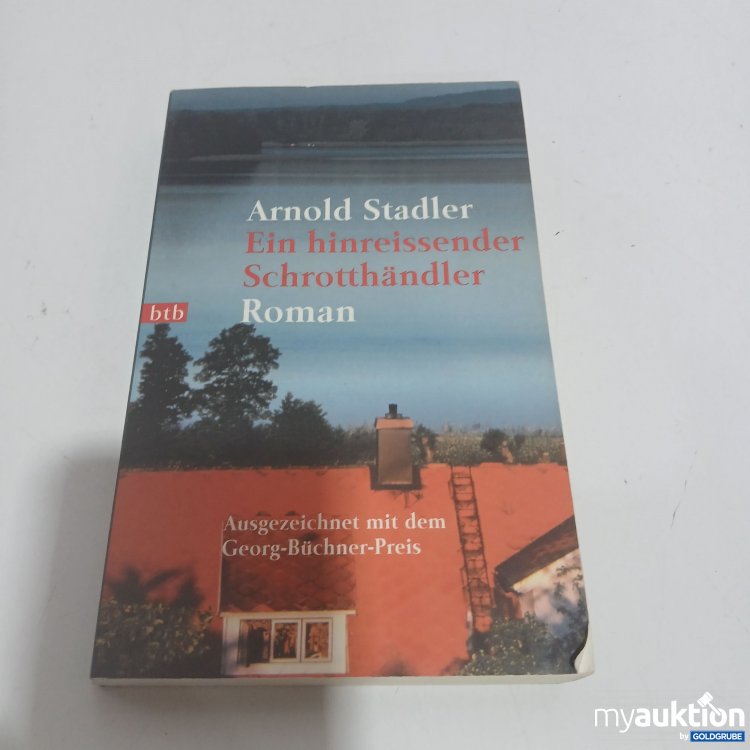 Arnold Stadler
Ein hinreissender
Schrotthändler
btb
Roman
Ausgezeichnet mit dem
Georg-Büchner-Preis
myauktion
by GOLDGRUBE